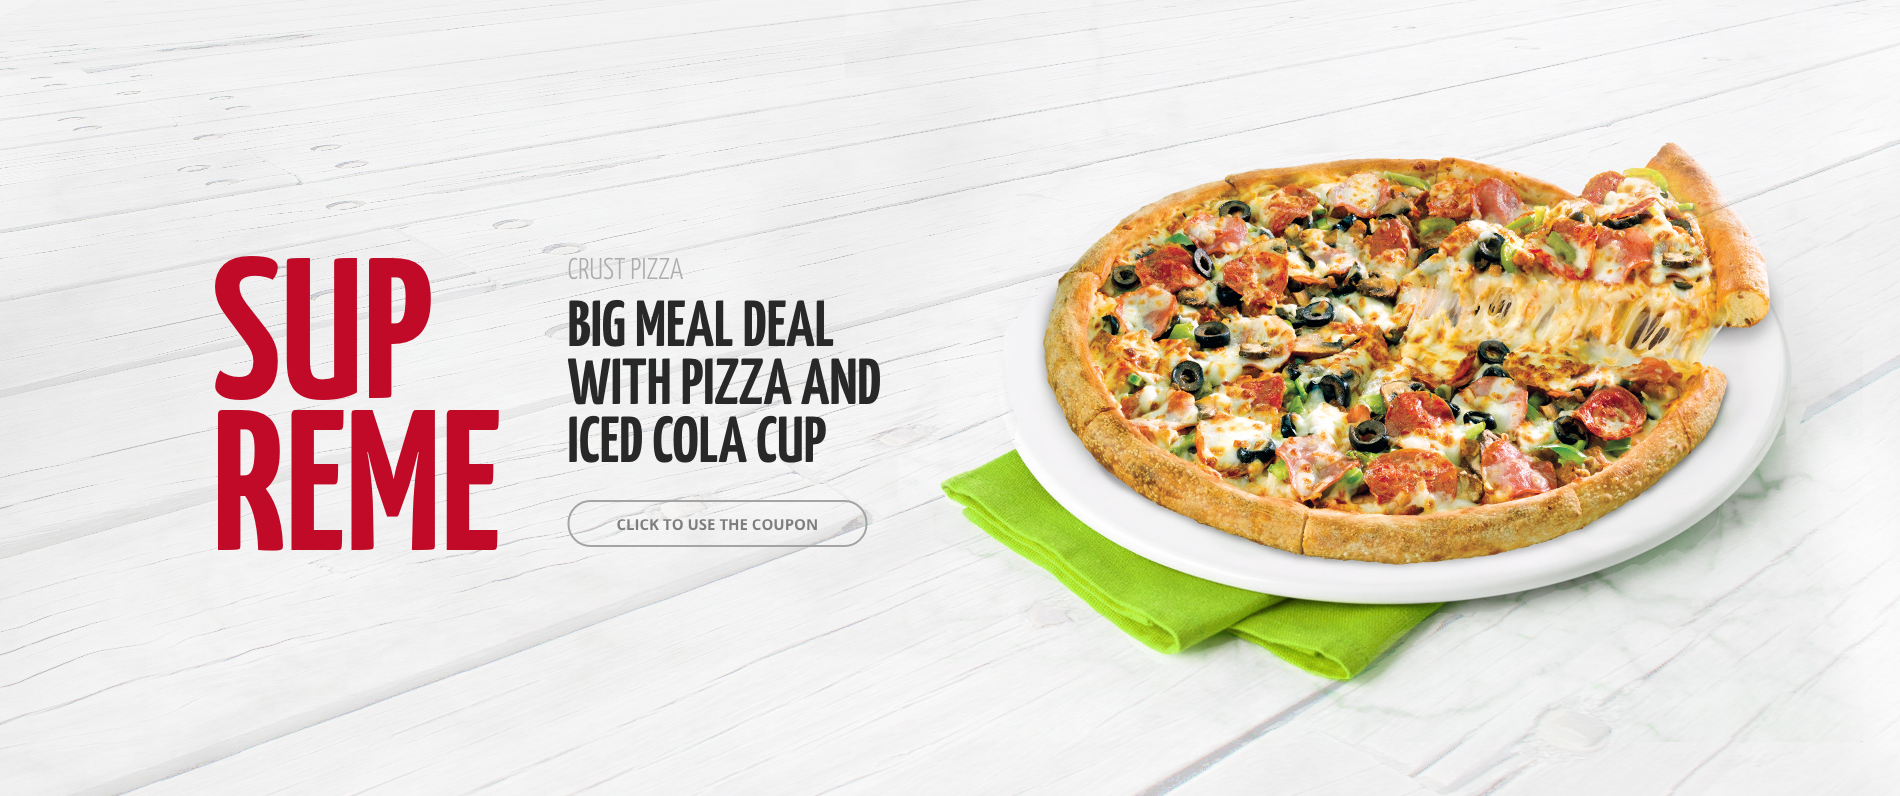 SUP
REME
CRUST PIZZA
BIG MEAL DEAL
WITH PIZZA AND
ICED COLA CUP
CLICK TO USE THE COUPON